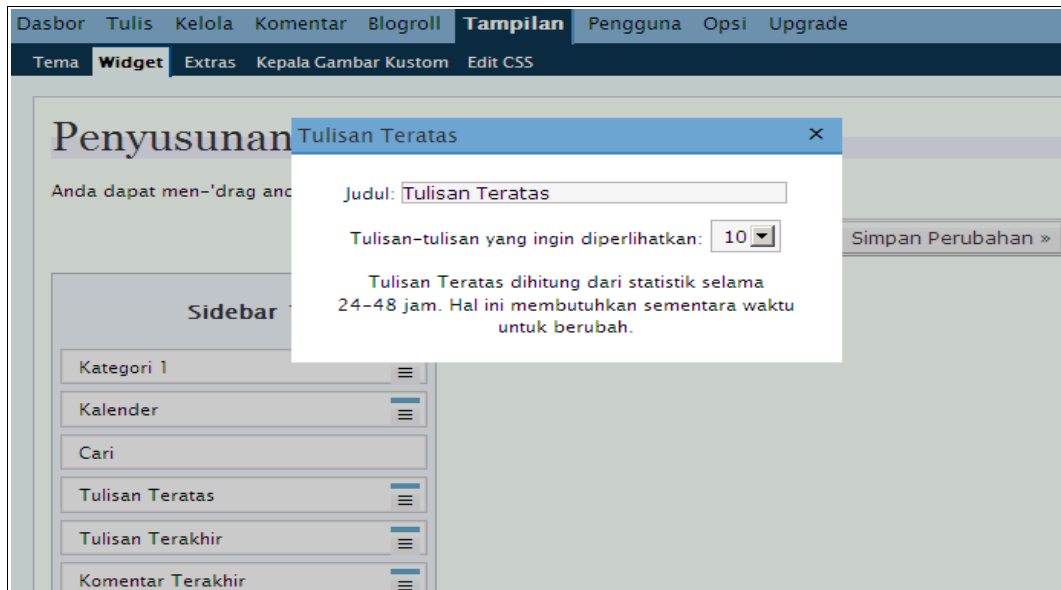 Dasbor Tulis Kelola Komentar Blogroll Tampilan Pengguna Opsi Upgrade
Tema Widget Extras Kepala Gambar Kustom Edit CSS
Penyusunan
Anda dapat men-'drag and
Simpan Perubahan »
Tulisan Teratas ×
Judul: Tulisan Teratas
Tulisan-tulisan yang ingin diperlihatkan: 10
Tulisan Teratas dihitung dari statistik selama
24-48 jam. Hal ini membutuhkan sementara waktu
untuk berubah.
Sidebar
Kategori 1
Kalender
Cari
Tulisan Teratas
Tulisan Terakhir
Komentar Terakhir